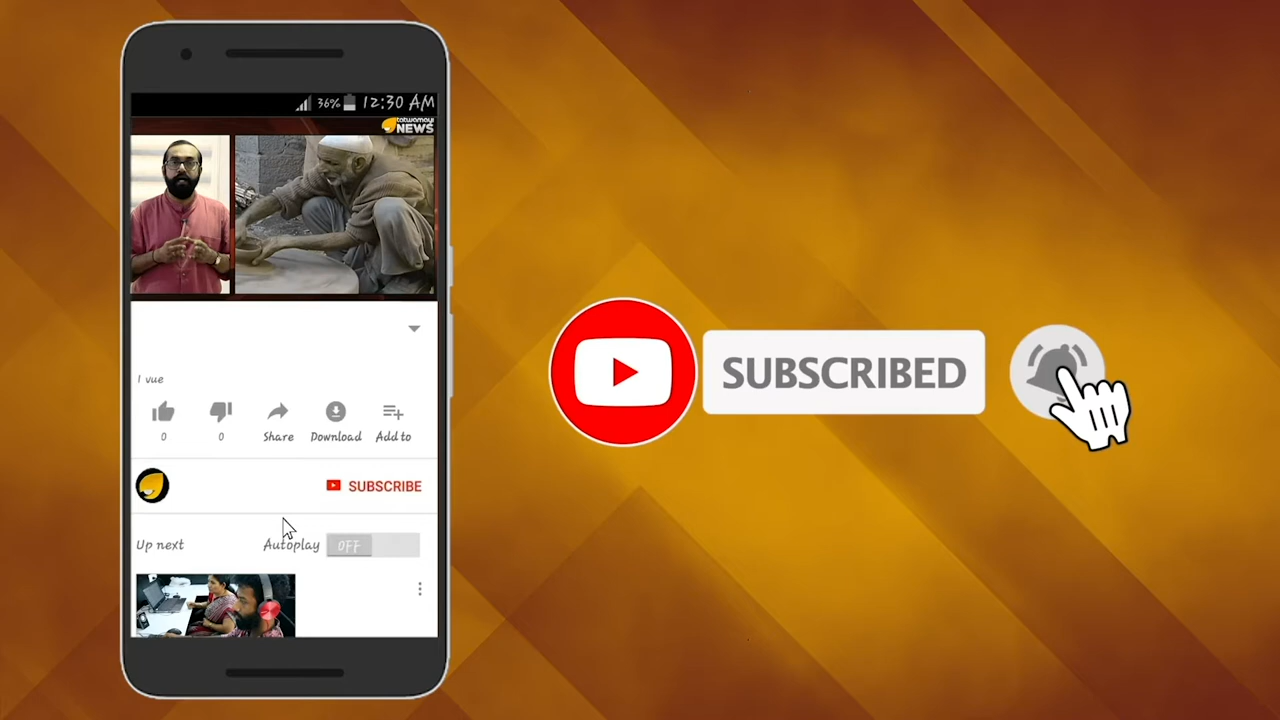 36% 12:30 AM
tatwamayi
NEWS
1 vue
0 0 Share Download Add to
SUBSCRIBE
Up next Autoplay OFF
SUBSCRIBED